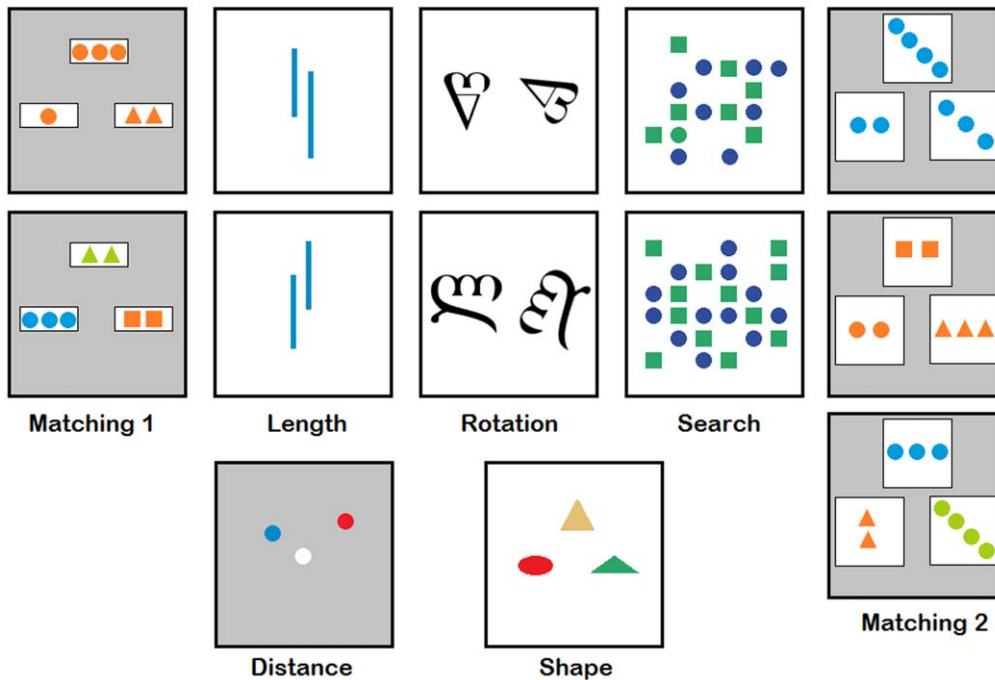 Matching 1
Length
Rotation
Search
Matching 2
Distance
Shape